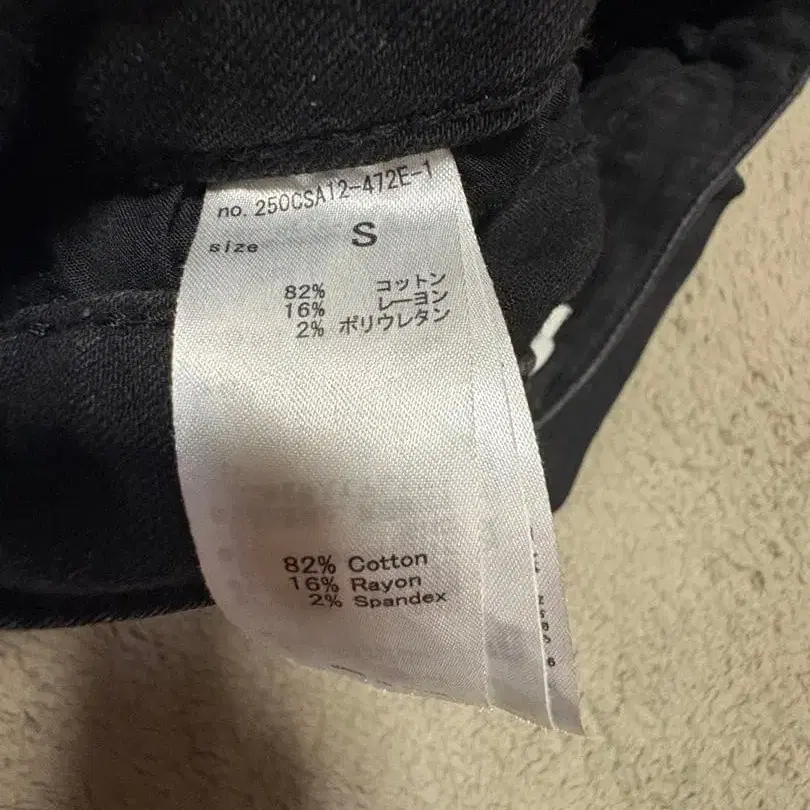 no. 250CSA12-472E-1
size S
82% コットン
16% レーヨン
2% ポリウレタン
82% Cotton
16% Rayon
2% Spandex